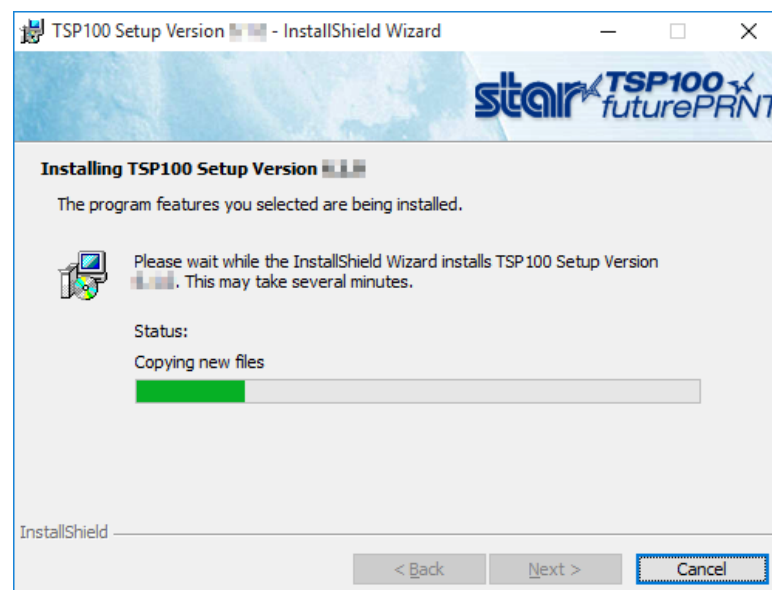 TSP100 Setup Version - InstallShield Wizard
star TSP100
futurePRNT
Installing TSP100 Setup Version
The program features you selected are being installed.
Please wait while the InstallShield Wizard installs TSP100 Setup Version
. This may take several minutes.
Status:
Copying new files
InstallShield
< Back
Next >
Cancel